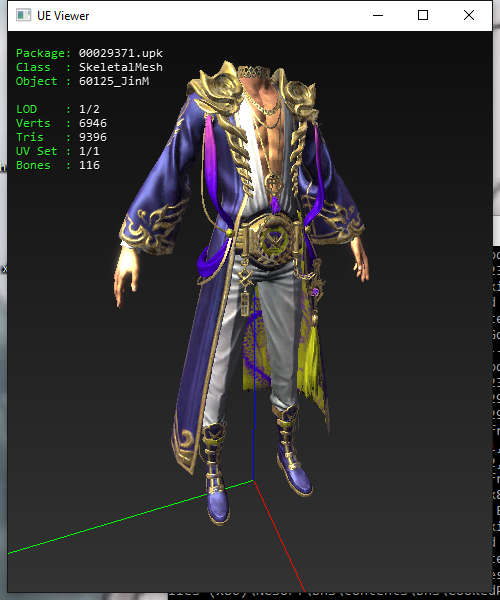 UE Viewer
Package: 00029371.upk
Class  : SkeletalMesh
Object : 60125_JinM
LOD    : 1/2
Verts  : 6946
Tris   : 9396
UV Set : 1/1
Bones  : 116